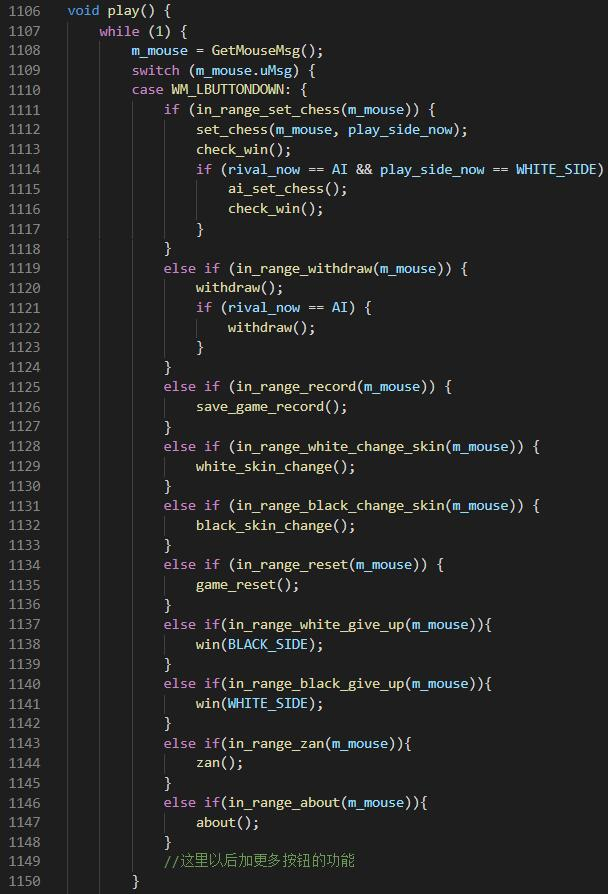 1106 void play() {
1107 while (1) {
1108 m_mouse = GetMouseMsg();
1109 switch (m_mouse.uMsg) {
1110 case WM_LBUTTONDOWN: {
1111 if (in_range_set_chess(m_mouse)) {
1112 set_chess(m_mouse, play_side_now);
1113 check_win();
1114 if (rival_now == AI && play_side_now == WHITE_SIDE)
1115 ai_set_chess();
1116 check_win();
1117 }
1118 }
1119 else if (in_range_withdraw(m_mouse)) {
1120 withdraw();
1121 if (rival_now == AI) {
1122 withdraw();
1123 }
1124 }
1125 else if (in_range_record(m_mouse)) {
1126 save_game_record();
1127 }
1128 else if (in_range_white_change_skin(m_mouse)) {
1129 white_skin_change();
1130 }
1131 else if (in_range_black_change_skin(m_mouse)) {
1132 black_skin_change();
1133 }
1134 else if (in_range_reset(m_mouse)) {
1135 game_reset();
1136 }
1137 else if(in_range_white_give_up(m_mouse)){
1138 win(BLACK_SIDE);
1139 }
1140 else if(in_range_black_give_up(m_mouse)){
1141 win(WHITE_SIDE);
1142 }
1143 else if(in_range_zan(m_mouse)){
1144 zan();
1145 }
1146 else if(in_range_about(m_mouse)){
1147 about();
1148 }
1149 //这里以后加更多按钮的功能
1150 }